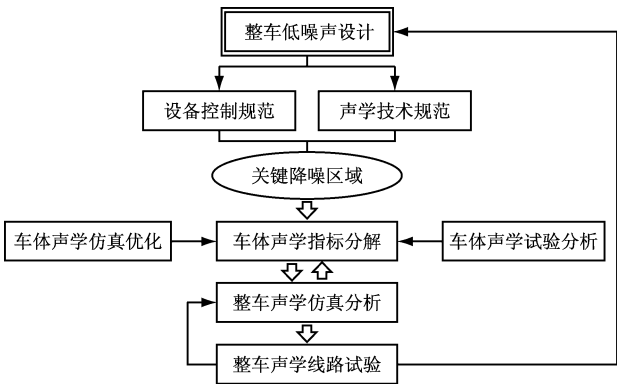 整车低噪声设计
设备控制规范
声学技术规范
关键降噪区域
车体声学仿真优化
车体声学指标分解
车体声学试验分析
整车声学仿真分析
整车声学线路试验